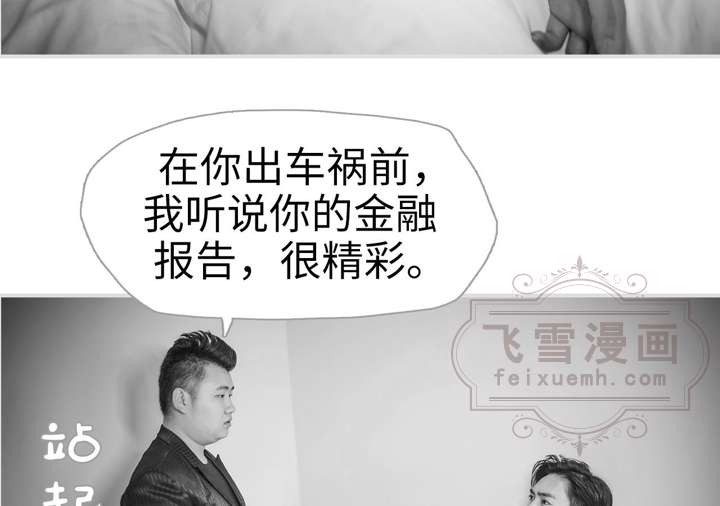 在你出车祸前，
我听说你的金融
报告，很精彩。
飞雪漫画
feixuemh.com
站
起